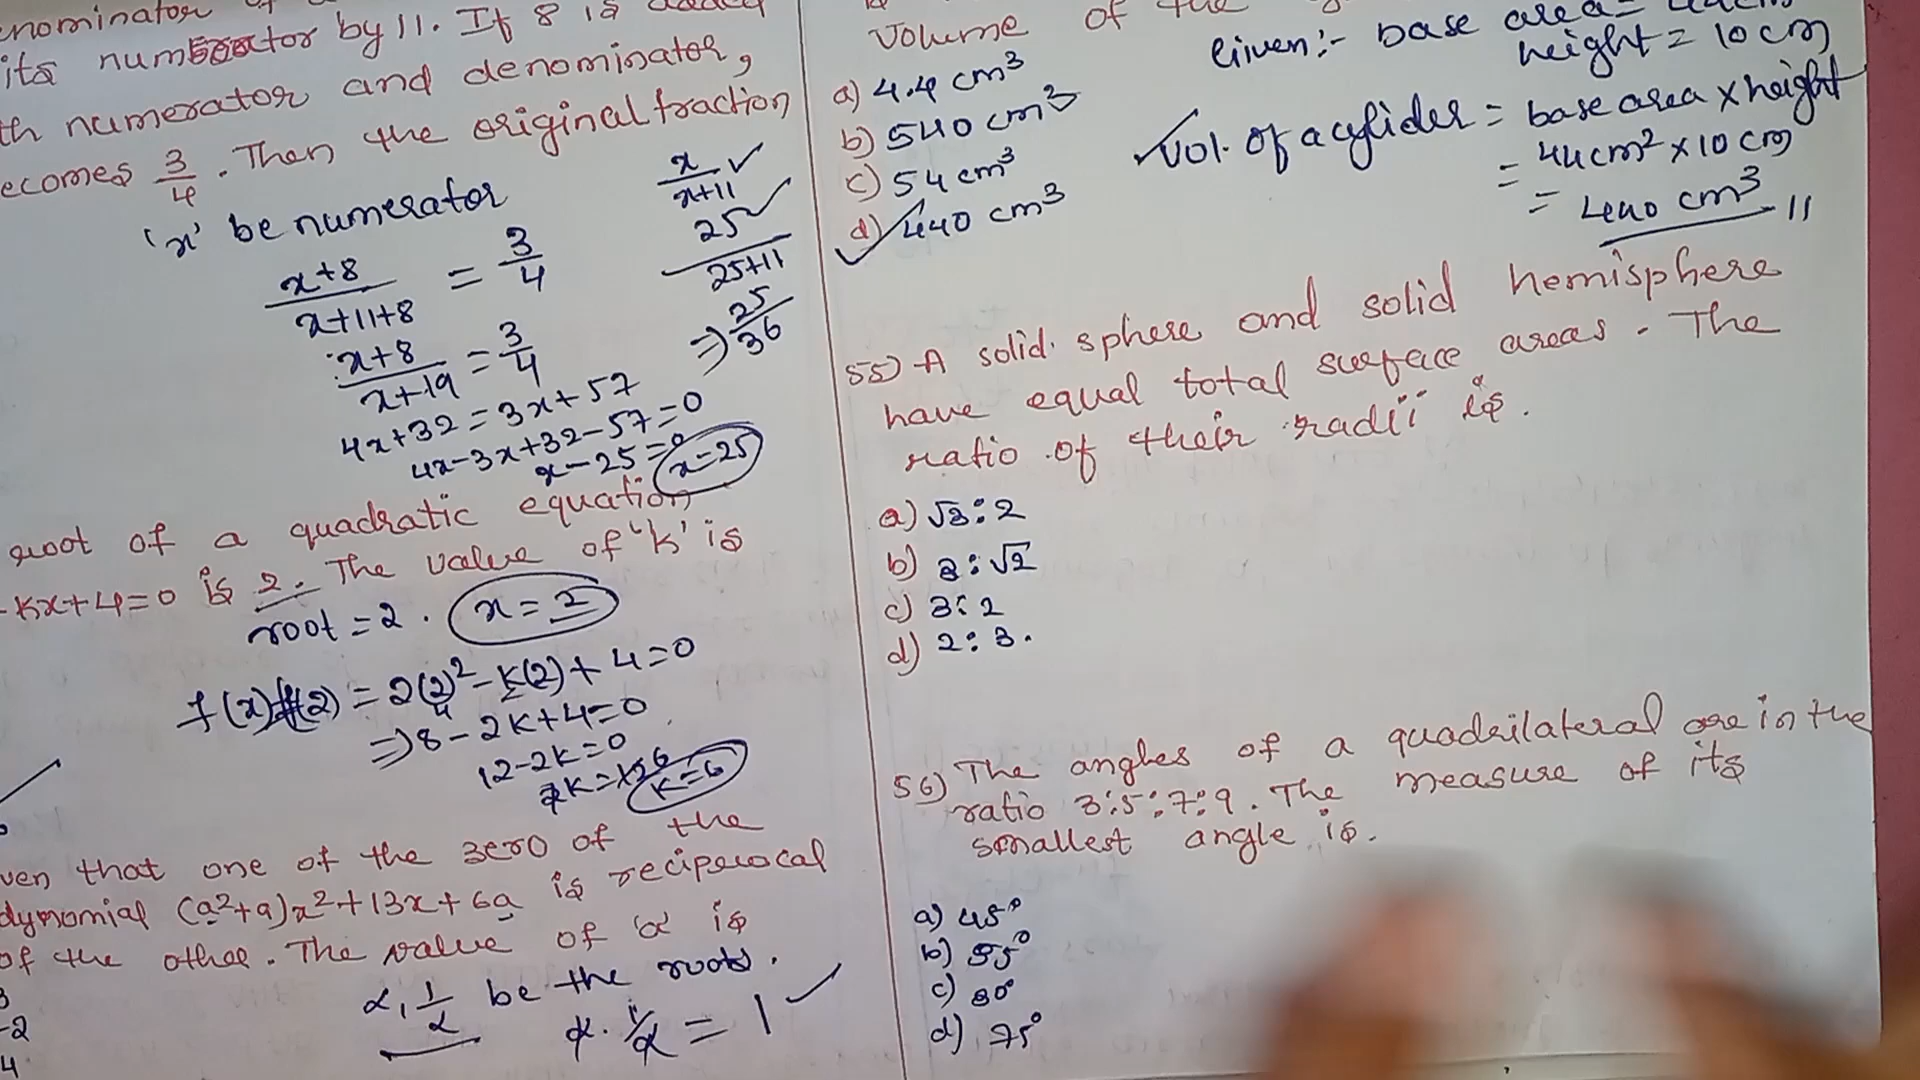 its numerator by 11. If 8 is added
th numerator and denominator,
ecomes 3/4. Then the original fraction
'x' be numerator
x/x+11
x+8/x+11+8 = 3/4
25/25+11
x+8/x+19 = 3/4
⇒ 25/36
4x+32=3x+57
4x-3x+32-57=0
x-25=0
x=25
root of a quadratic equation
-kx+4=0 is 2. The value of 'k' is
root = 2. x = 2
f(x) f(2) = 2(2)²-k(2)+4=0
4
⇒ 8-2k+4=0
12-2k=0
k=6
ven that one of the zero of the
(a²+a)x²+13x+6a is reciprocal
of the other. The value of 'a' is
-2
4
α, 1/α be the roots.
α. 1/α = 1
Volume of the
a) 4.4 cm³
b) 540 cm³
c) 54 cm³
d) 440 cm³
Given:- base area =
height = 10 cm
Vol. of a cylider = base area x height
= 44cm² x 10 cm
= 440 cm³ //
55) A solid sphere and solid hemisphere
have equal total surface areas. The
ratio of their radii is.
a) √3:2
b) 3:√2
c) 3:2
d) 2:3.
56) The angles of a quadrilateral are in the
ratio 3:5:7:9. The measure of its
smallest angle is.
a) 45°
b) 55°
c) 80°
d) 75°